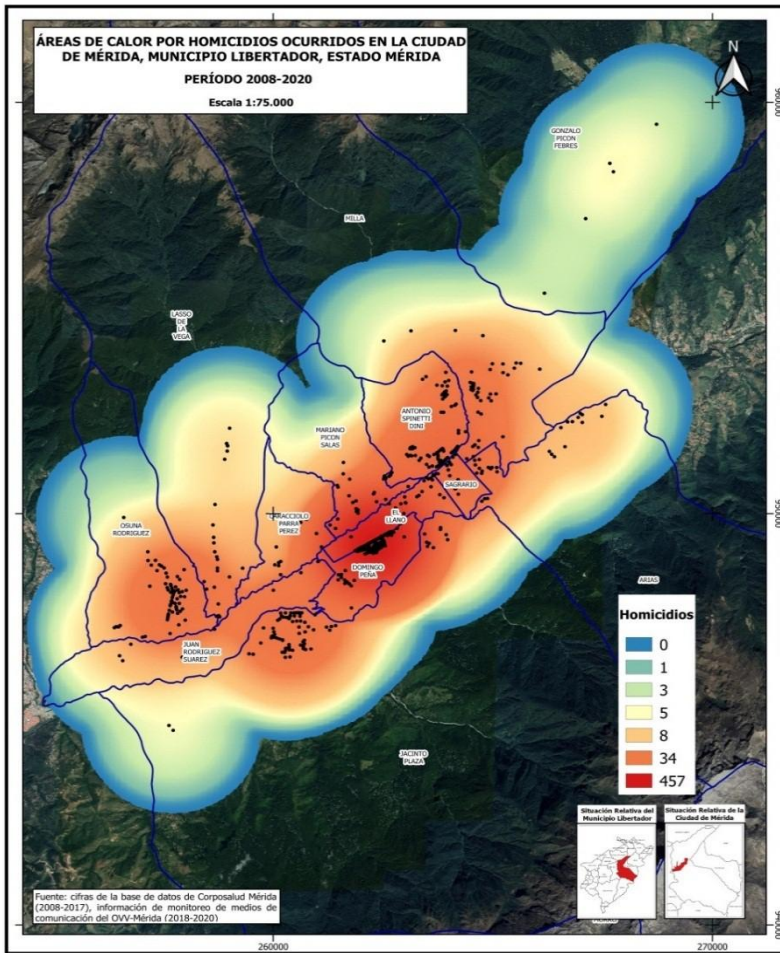 ÁREAS DE CALOR POR HOMICIDIOS OCURRIDOS EN LA CIUDAD
DE MÉRIDA, MUNICIPIO LIBERTADOR, ESTADO MÉRIDA
PERÍODO 2008-2020
Escala 1:75.000
N
960000
GONZALO
PICON
FEBRES
MILLA
LASSO
DE
LA
VEGA
ANTONIO
SPINETTI
DINI
MARIANO
PICON
SALAS
SAGRARIO
950000
CARACCIOLO
PARRA
PEREZ
EL
LLANO
OSUNA
RODRIGUEZ
DOMINGO
PEÑA
ARIAS
JUAN
RODRIGUEZ
SUAREZ
JACINTO
PLAZA
Homicidios
0
1
3
5
8
34
457
Situación Relativa del
Municipio Libertador
Situación Relativa de la
Ciudad de Mérida
Fuente: cifras de la base de datos de Corposalud Mérida
(2008-2017), información de monitoreo de medios de
comunicación del OVV-Mérida (2018-2020)
940000
260000
270000